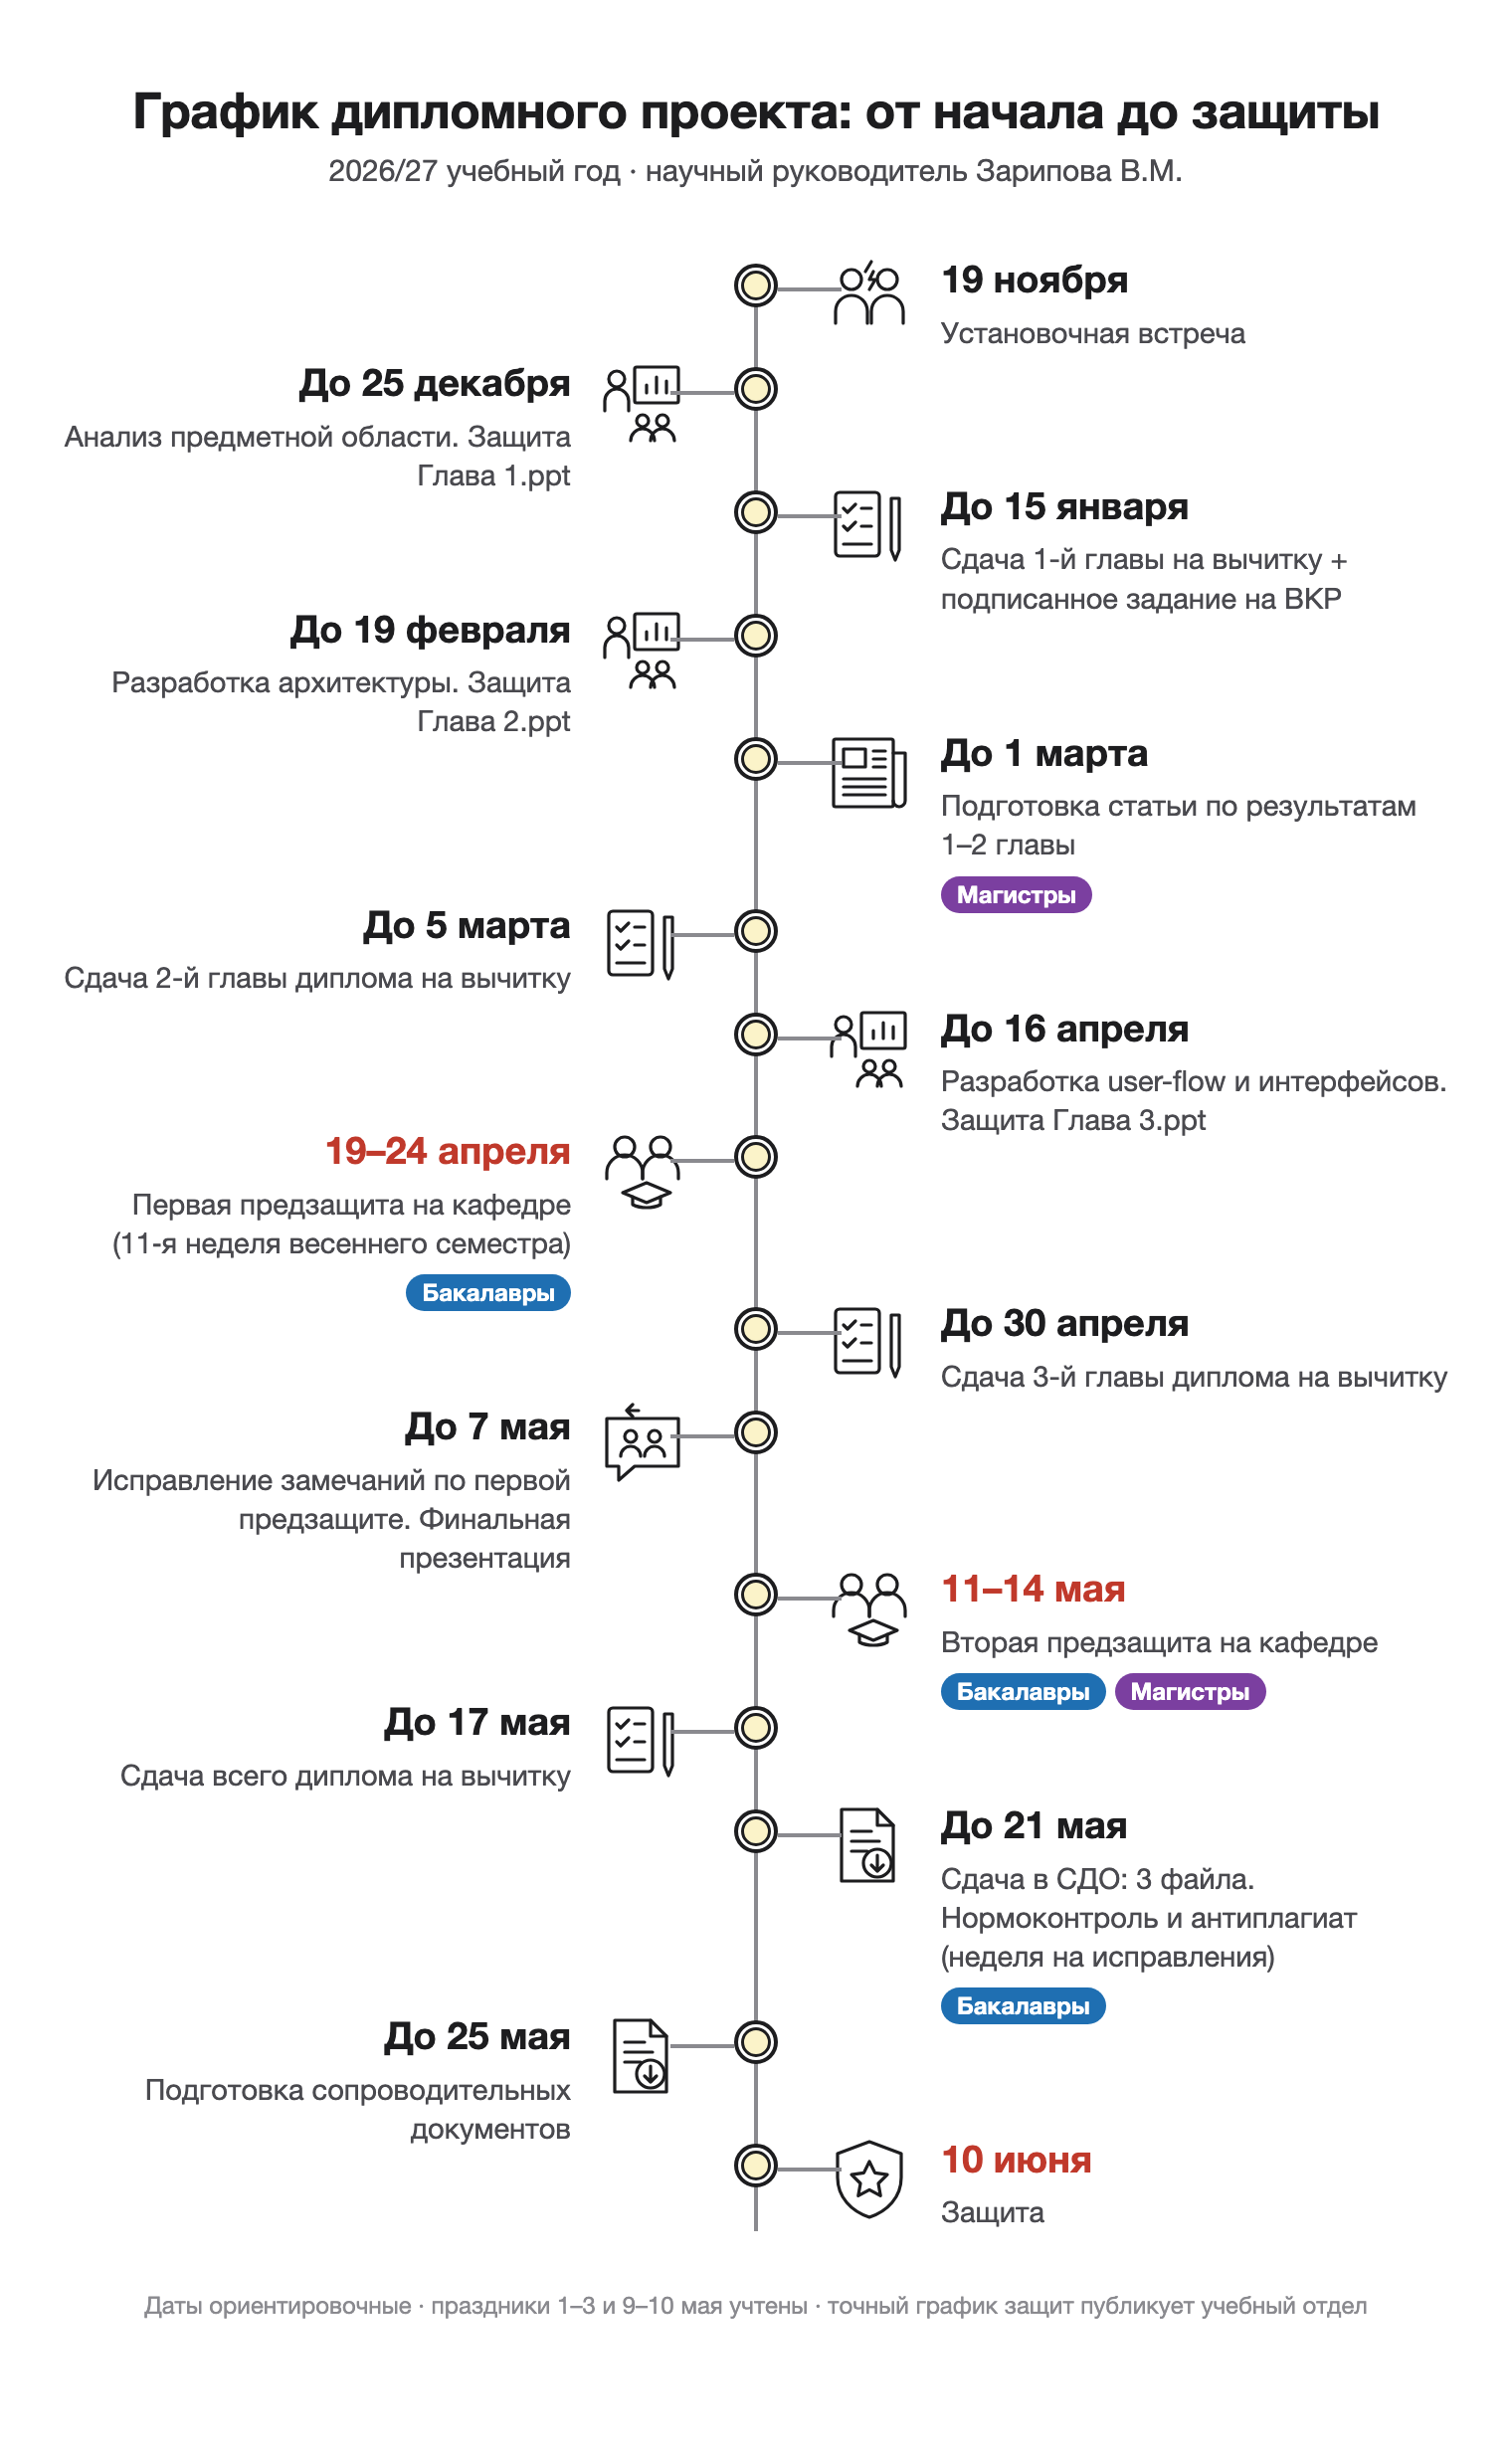 График дипломного проекта: от начала до защиты
2026/27 учебный год · научный руководитель Зарипова В.М.
19 ноября
Установочная встреча
До 25 декабря
Анализ предметной области. Защита
Глава 1.ppt
До 15 января
Сдача 1-й главы на вычитку +
подписанное задание на ВКР
До 19 февраля
Разработка архитектуры. Защита
Глава 2.ppt
До 1 марта
Подготовка статьи по результатам
1–2 главы
Магистры
До 5 марта
Сдача 2-й главы диплома на вычитку
До 16 апреля
Разработка user-flow и интерфейсов.
Защита Глава 3.ppt
19–24 апреля
Первая предзащита на кафедре
(11-я неделя весеннего семестра)
Бакалавры
До 30 апреля
Сдача 3-й главы диплома на вычитку
До 7 мая
Исправление замечаний по первой
предзащите. Финальная
презентация
11–14 мая
Вторая предзащита на кафедре
Бакалавры Магистры
До 17 мая
Сдача всего диплома на вычитку
До 21 мая
Сдача в СДО: 3 файла.
Нормоконтроль и антиплагиат
(неделя на исправления)
Бакалавры
До 25 мая
Подготовка сопроводительных
документов
10 июня
Защита
Даты ориентировочные · праздники 1–3 и 9–10 мая учтены · точный график защит публикует учебный отдел